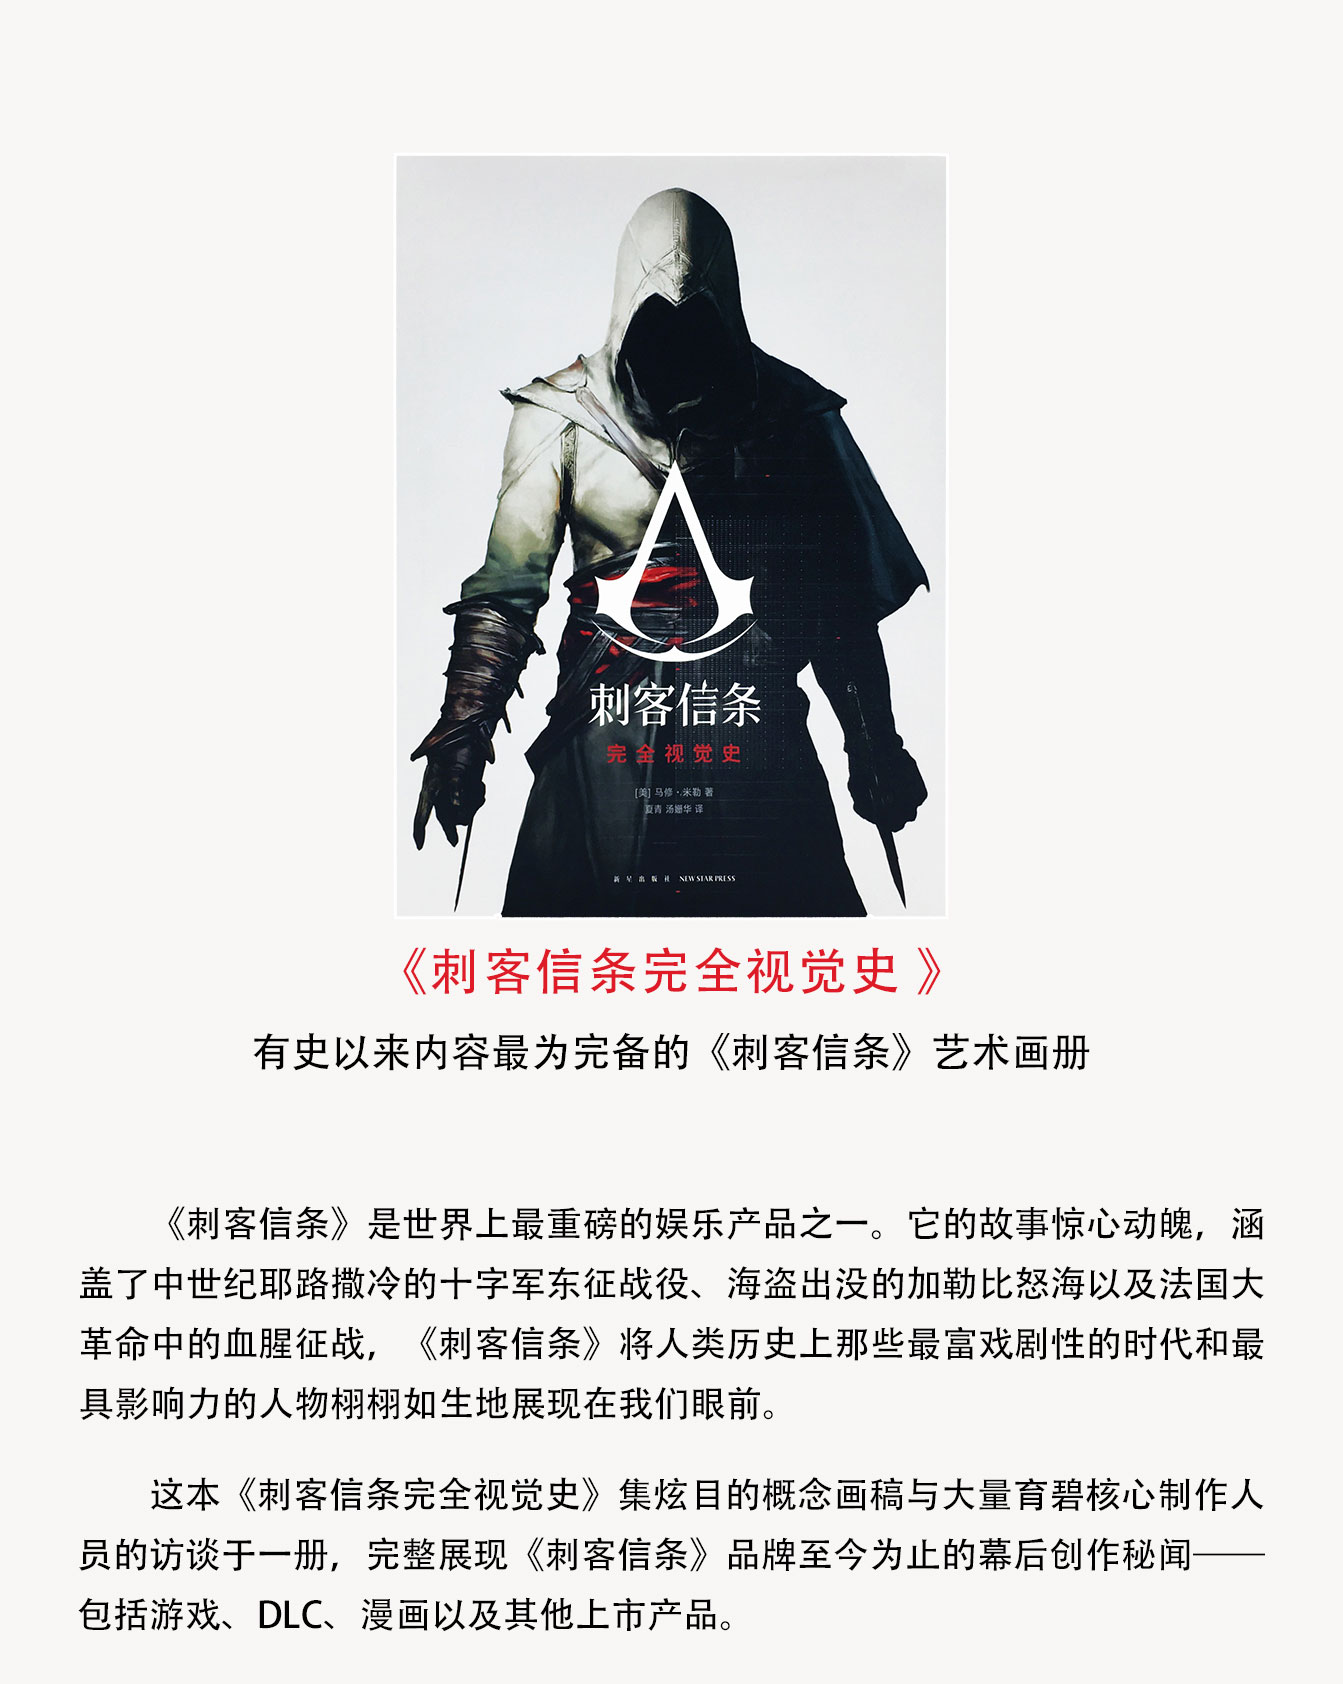 刺客信条
完全视觉史
[美] 马修·米勒 著
夏青 汤姗华 译
新星出版社 NEW STAR PRESS
《刺客信条完全视觉史 》
有史以来内容最为完备的《刺客信条》艺术画册
《刺客信条》是世界上最重磅的娱乐产品之一。它的故事惊心动魄，涵
盖了中世纪耶路撒冷的十字军东征战役、海盗出没的加勒比怒海以及法国大
革命中的血腥征战，《刺客信条》将人类历史上那些最富戏剧性的时代和最
具影响力的人物栩栩如生地展现在我们眼前。
这本《刺客信条完全视觉史》集炫目的概念画稿与大量育碧核心制作人
员的访谈于一册，完整展现《刺客信条》品牌至今为止的幕后创作秘闻——
包括游戏、DLC、漫画以及其他上市产品。